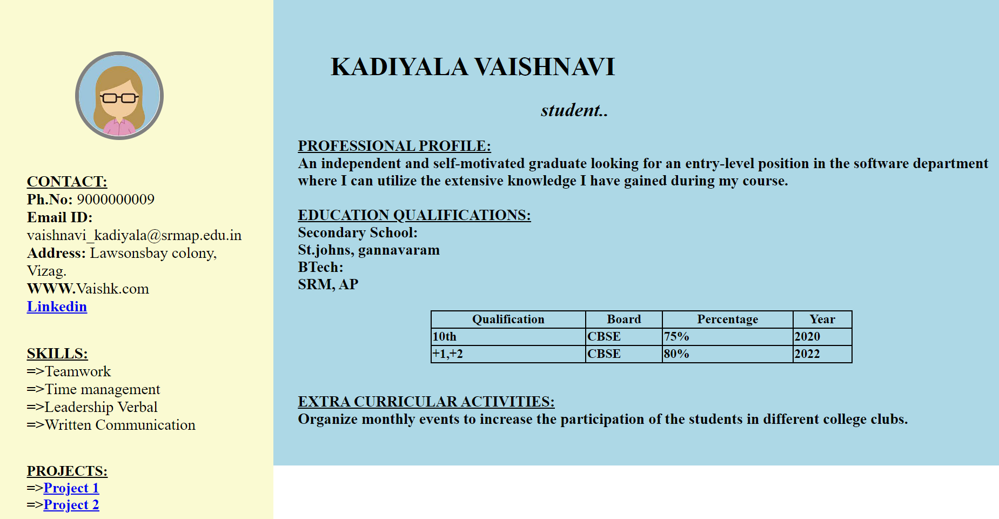 KADIYALA VAISHNAVI
student..
CONTACT:
Ph.No: 9000000009
Email ID:
vaishnavi_kadiyala@srmap.edu.in
Address: Lawsonsbay colony,
Vizag.
WWW.Vaishk.com
Linkedin
SKILLS:
=>Teamwork
=>Time management
=>Leadership Verbal
=>Written Communication
PROJECTS:
=>Project 1
=>Project 2
PROFESSIONAL PROFILE:
An independent and self-motivated graduate looking for an entry-level position in the software department
where I can utilize the extensive knowledge I have gained during my course.
EDUCATION QUALIFICATIONS:
Secondary School:
St.johns, gannavaram
BTech:
SRM, AP
Qualification Board Percentage Year
10th CBSE 75% 2020
+1,+2 CBSE 80% 2022
EXTRA CURRICULAR ACTIVITIES:
Organize monthly events to increase the participation of the students in different college clubs.